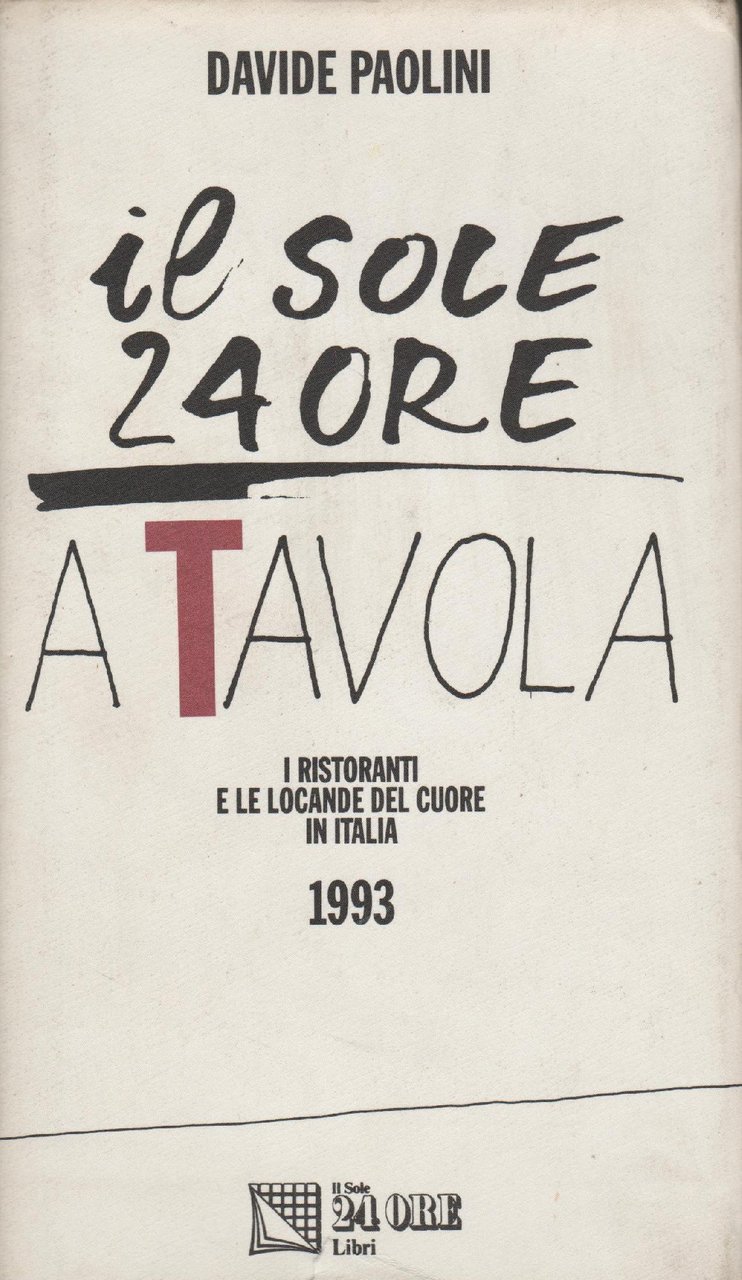 DAVIDE PAOLINI
il SOLE
24 ORE
A TAVOLA
I RISTORANTI
E LE LOCANDE DEL CUORE
IN ITALIA
1993
Il Sole
24 ORE
Libri